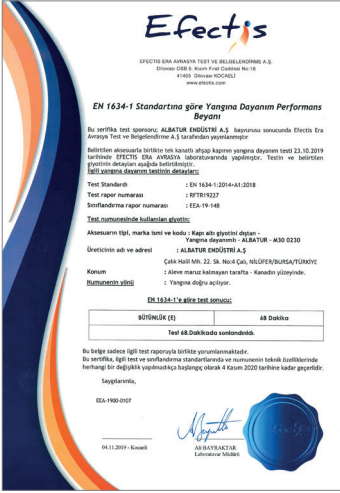 Efectis
EFECTIS ERA AVRASYA TEST VE BELGELENDİRME A.Ş.
Dilovası OSB 5. Kısım Fırat Caddesi No:18
41455 Dilovası KOCAELİ
www.efectis.com
EN 1634-1 Standartına göre Yangına Dayanım Performans
Beyanı
Bu serifika test sponsoru; ALBATUR ENDÜSTRİ A.Ş başvurusu sonucunda Efectis Era
Avrasya Test ve Belgelendirme A.Ş tarafından yayınlanmıştır
Belirtilen aksesuarla birlikte tek kanatlı ahşap kapının yangına dayanım testi 23.10.2019
tarihinde EFECTIS ERA AVRASYA laboratuvarında yapılmıştır. Testin ve belirtilen
giyotinin detayları aşağıda belirtilmiştir.
İlgili yangına dayanım testinin detayları:
Test Standardı : EN 1634-1:2014+A1:2018
Test rapor numarası : RFTR19227
Sınıflandırma rapor numarası : EEA-19-148
Test numunesinde kullanılan giyotin:
Aksesuarın tipi, marka ismi ve kodu : Kapı altı giyotini dıştan -
Yangına dayanımlı - ALBATUR - M30 0230
Üreticinin adı ve adresi : ALBATUR ENDÜSTRİ A.Ş
Çalık Halil Mh. 22. Sk. No:4 Çalı, NİLÜFER/BURSA/TÜRKİYE
Konum : Aleve maruz kalmayan tarafta - Kanadın yüzeyinde.
Numunenin yönü : Yangına doğru açılıyor.
EN 1634-1'e göre test sonucu:
BÜTÜNLÜK (E) 68 Dakika
Test 68.Dakikada sonlandırıldı.
Bu belge sadece ilgili test raporuyla birlikte yorumlanmaktadır.
Bu sertifika, ilgili test ve sınıflandırma standartlarında ve numunenin teknik özelliklerinde
herhangi bir değişiklik yapılmadıkça başlangıç olarak 4 Kasım 2020 tarihine kadar geçerlidir.
Saygılarımla,
EEA-1900-0107
04.11.2019 - Kocaeli
Ali BAYRAKTAR
Laboratuvar Müdürü